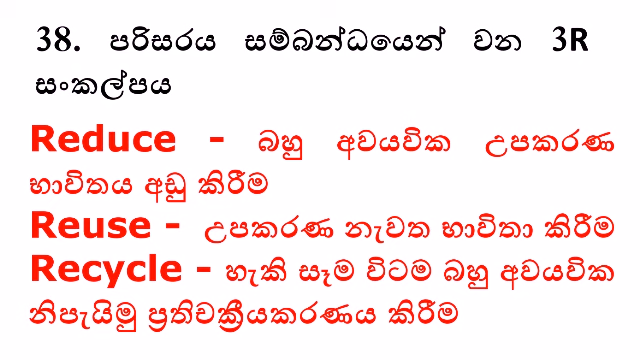 38. පරිසරය සම්බන්ධයෙන් වන 3R
සංකල්පය
Reduce - බහු අවයවික උපකරණ
භාවිතය අඩු කිරීම
Reuse - උපකරණ නැවත භාවිතා කිරීම
Recycle - හැකි සෑම විටම බහු අවයවික
නිපැයිමු ප්‍රතිචක්‍රීයකරණය කිරීම